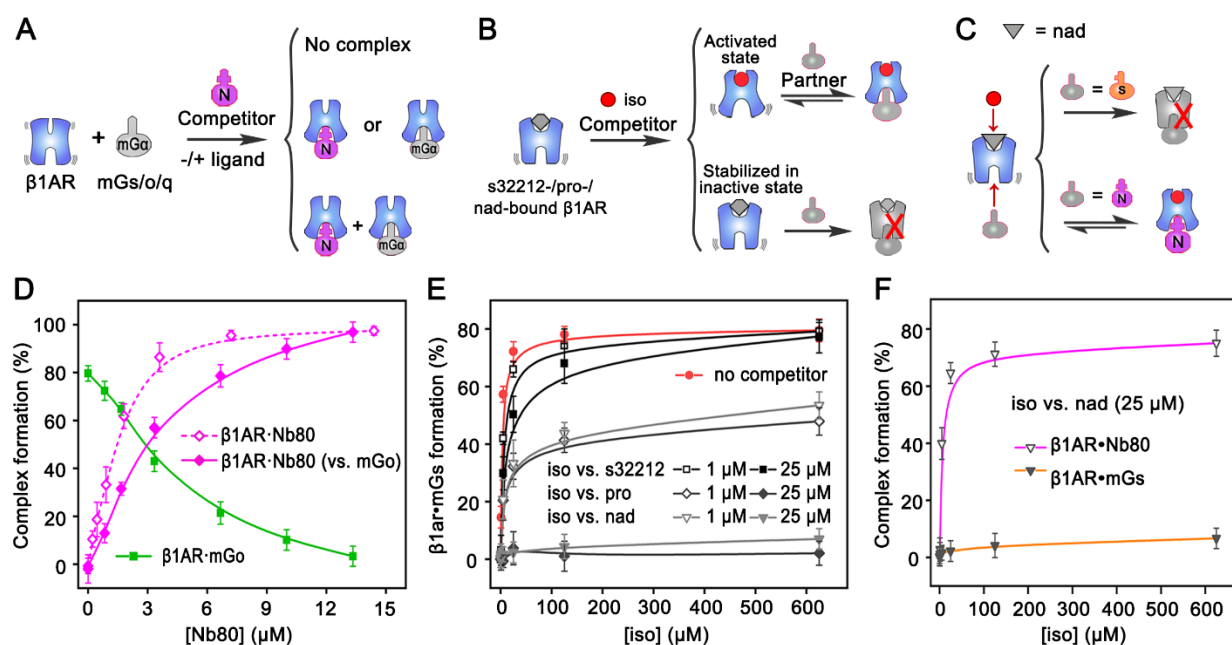 A
No complex
N
Competitor
-/+ ligand
β1AR
+
mGα
mGs/o/q
N
or
mGα
N
+
mGα
B
Activated
state
Partner
iso
Competitor
s32212-/pro-/
nad-bound β1AR
Stabilized in
inactive state
X
C
= nad
= s
X
= N
N
D
Complex formation (%)
100
80
60
40
20
0
β1AR·Nb80
β1AR·Nb80 (vs. mGo)
β1AR·mGo
0 3 6 9 12 15
[Nb80] (μM)
E
β1ar•mGs formation (%)
80
60
40
20
0
no competitor
iso vs. s32212 1 μM 25 μM
iso vs. pro 1 μM 25 μM
iso vs. nad 1 μM 25 μM
0 100 200 300 400 500 600
[iso] (μM)
F
Complex formation (%)
80
60
40
20
0
iso vs. nad (25 μM)
β1AR•Nb80
β1AR•mGs
0 100 200 300 400 500 600
[iso] (μM)